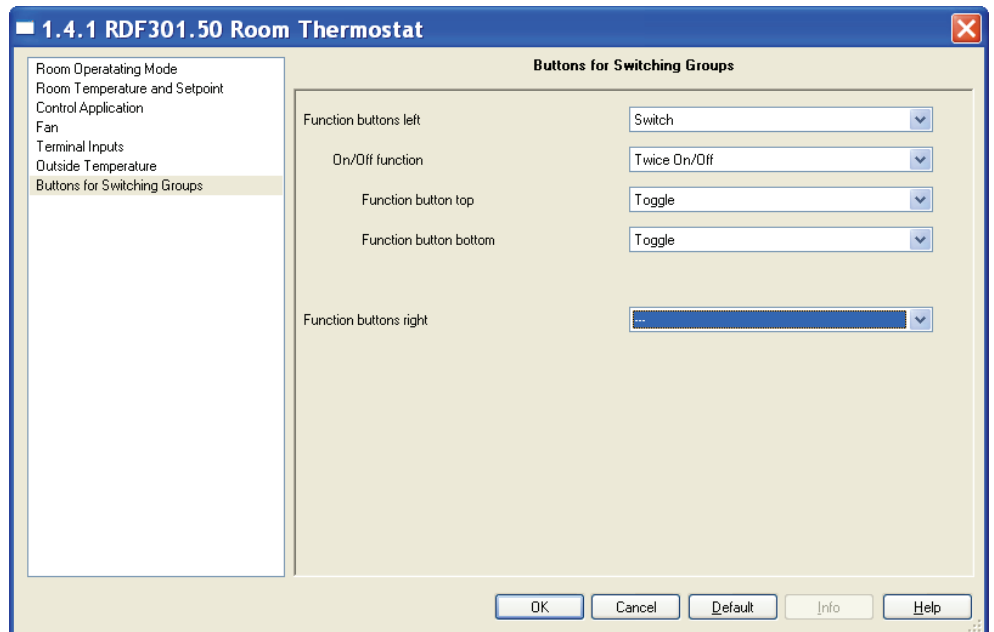 1.4.1 RDF301.50 Room Thermostat
Room Operatating Mode
Room Temperature and Setpoint
Control Application
Fan
Terminal Inputs
Outside Temperature
Buttons for Switching Groups
Buttons for Switching Groups
Function buttons left Switch
On/Off function Twice On/Off
Function button top Toggle
Function button bottom Toggle
Function buttons right ---
OK Cancel Default Info Help